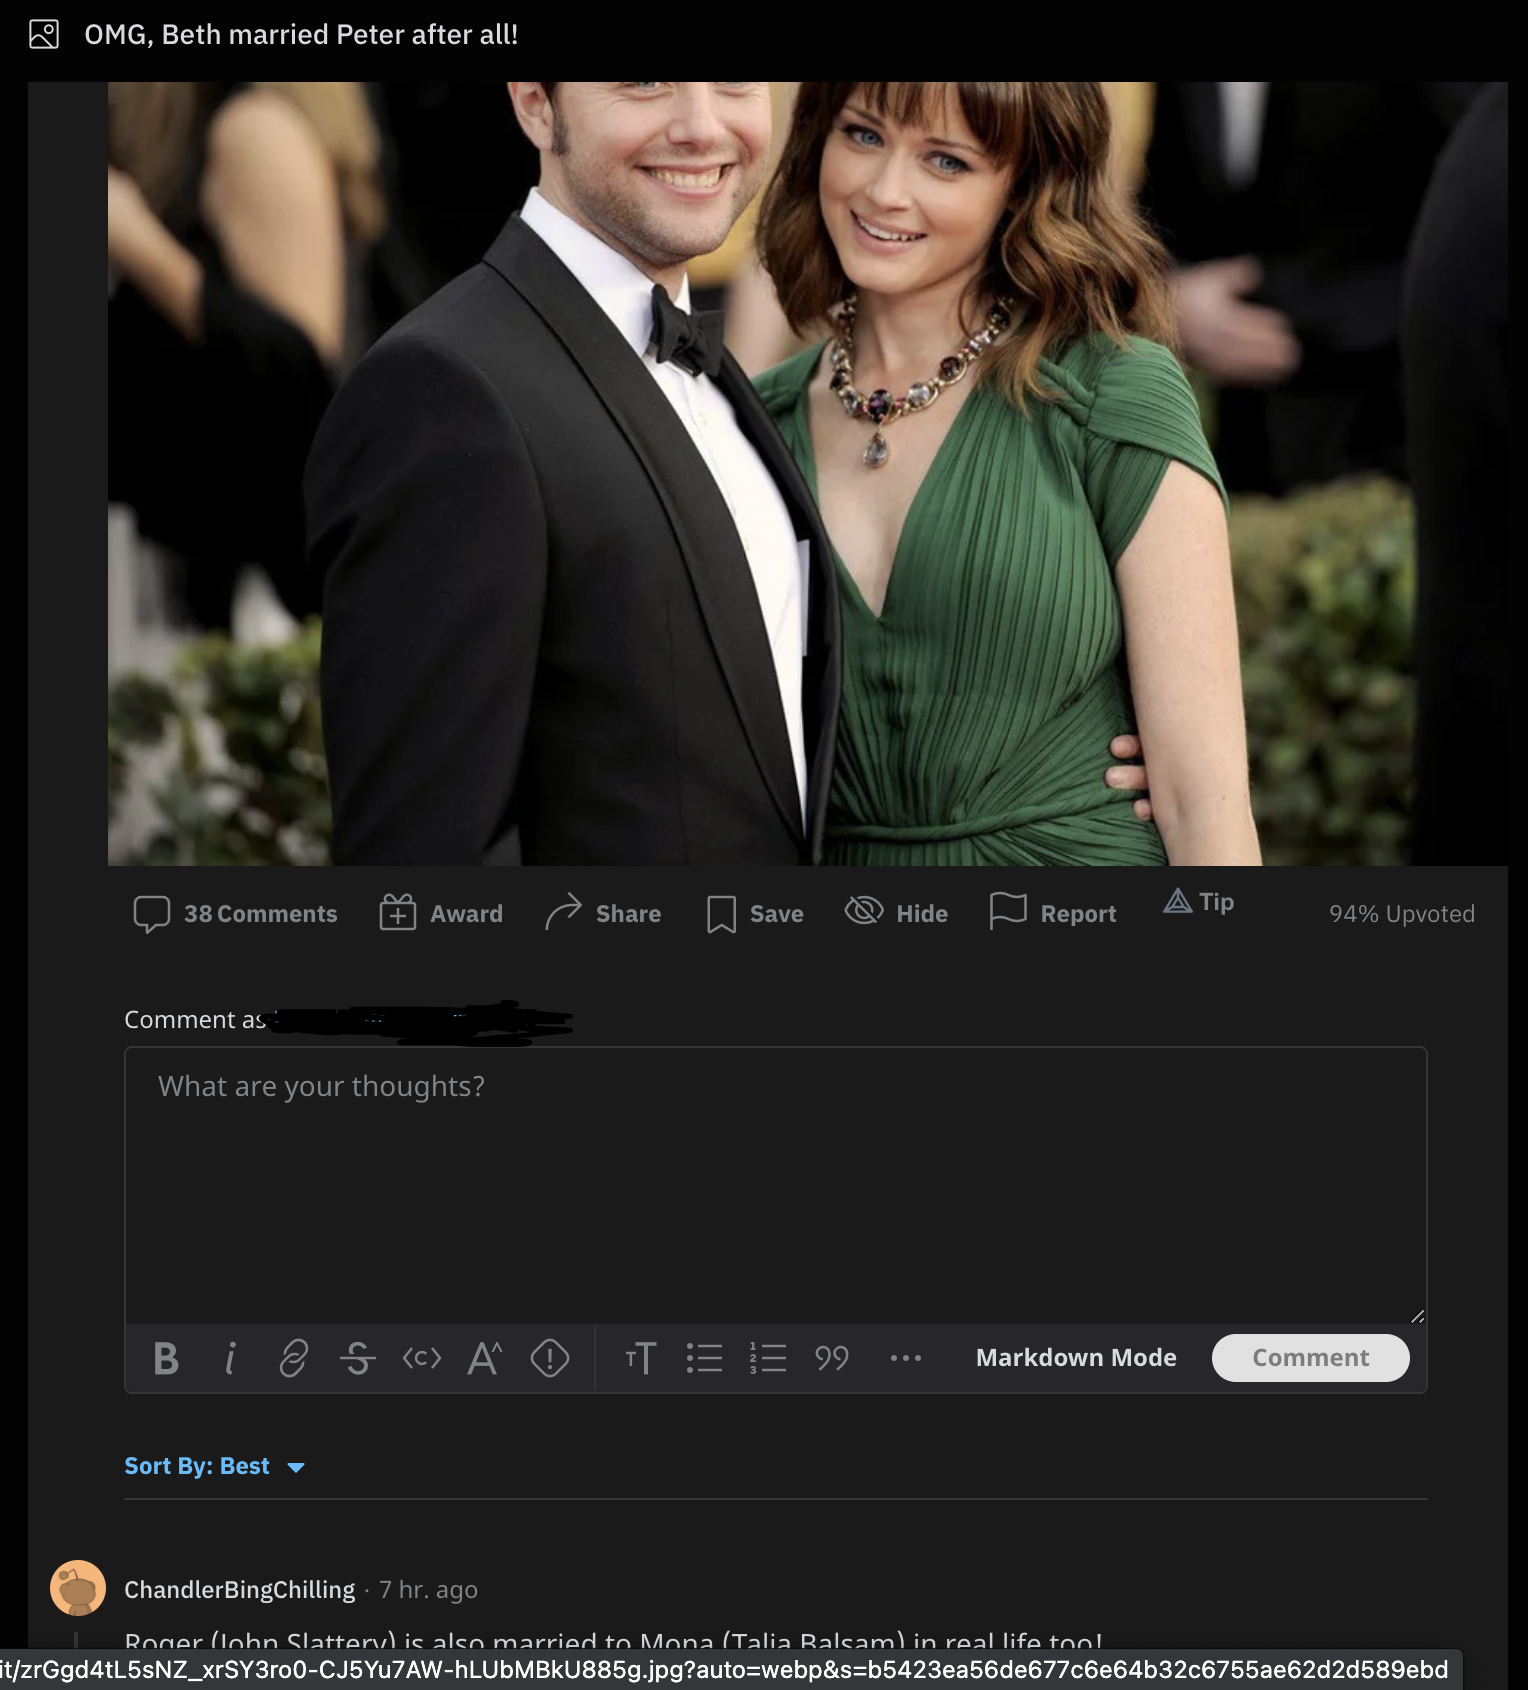 OMG, Beth married Peter after all!
38 Comments Award Share Save Hide Report Tip 94% Upvoted
Comment as
What are your thoughts?
B i S <c> A^ TT 99 ... Markdown Mode Comment
Sort By: Best
ChandlerBingChilling · 7 hr. ago
Roger (John Slattery) is also married to Mona (Talia Balsam) in real life too!
it/zrGgd4tL5sNZ_xrSY3ro0-CJ5Yu7AW-hLUbMBkU885g.jpg?auto=webp&s=b5423ea56de677c6e64b32c6755ae62d2d589ebd